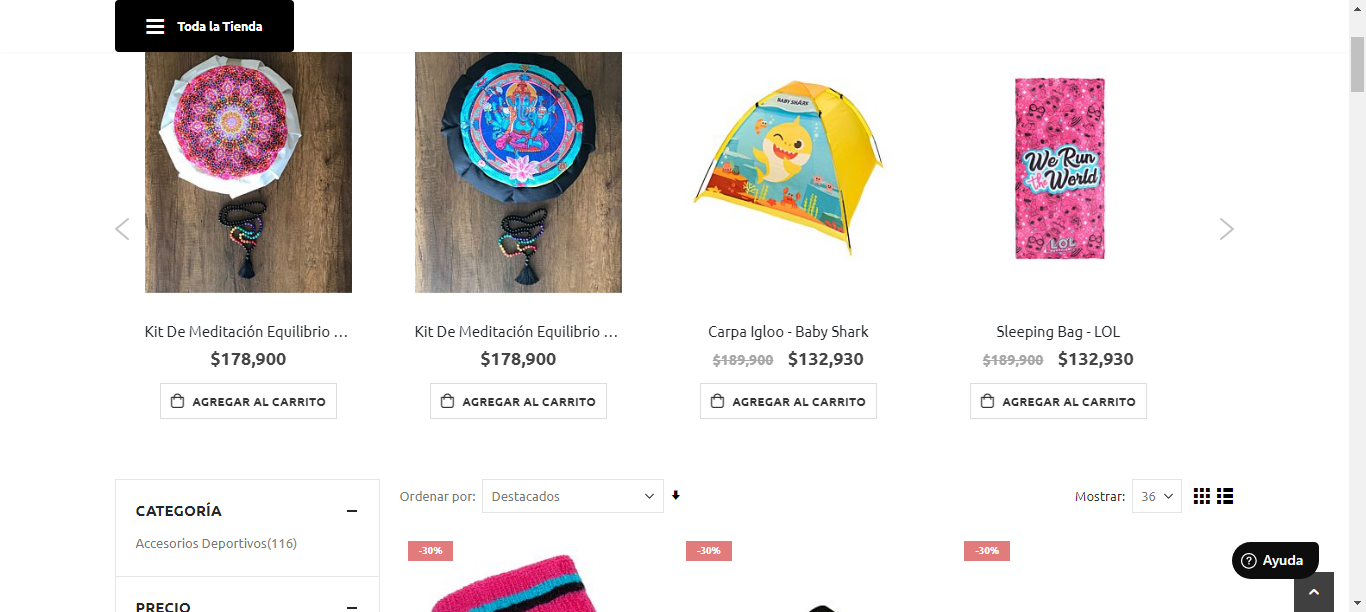 Toda la Tienda
BABY SHARK
We Run
the World
LOL
Kit De Meditación Equilibrio ...
Kit De Meditación Equilibrio ...
Carpa Igloo - Baby Shark
Sleeping Bag - LOL
$178,900
$178,900
$189,900 $132,930
$189,900 $132,930
AGREGAR AL CARRITO
AGREGAR AL CARRITO
AGREGAR AL CARRITO
AGREGAR AL CARRITO
CATEGORÍA
Accesorios Deportivos(116)
PRECIO
Ordenar por: Destacados
Mostrar: 36
-30%
-30%
-30%
Ayuda